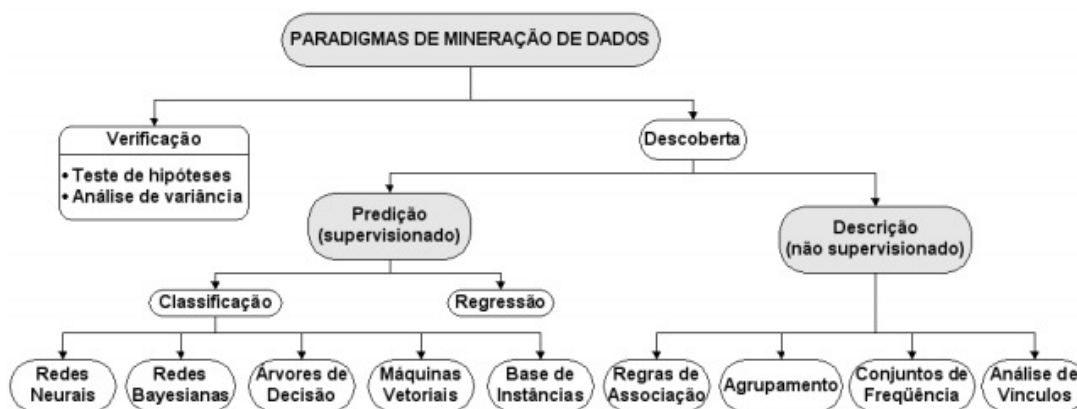 PARADIGMAS DE MINERAÇÃO DE DADOS
Verificação
• Teste de hipóteses
• Análise de variância
Descoberta
Predição
(supervisionado)
Descrição
(não supervisionado)
Classificação
Regressão
Redes
Neurais
Redes
Bayesianas
Árvores de
Decisão
Máquinas
Vetoriais
Base de
Instâncias
Regras de
Associação
Agrupamento
Conjuntos de
Freqüência
Análise de
Vínculos